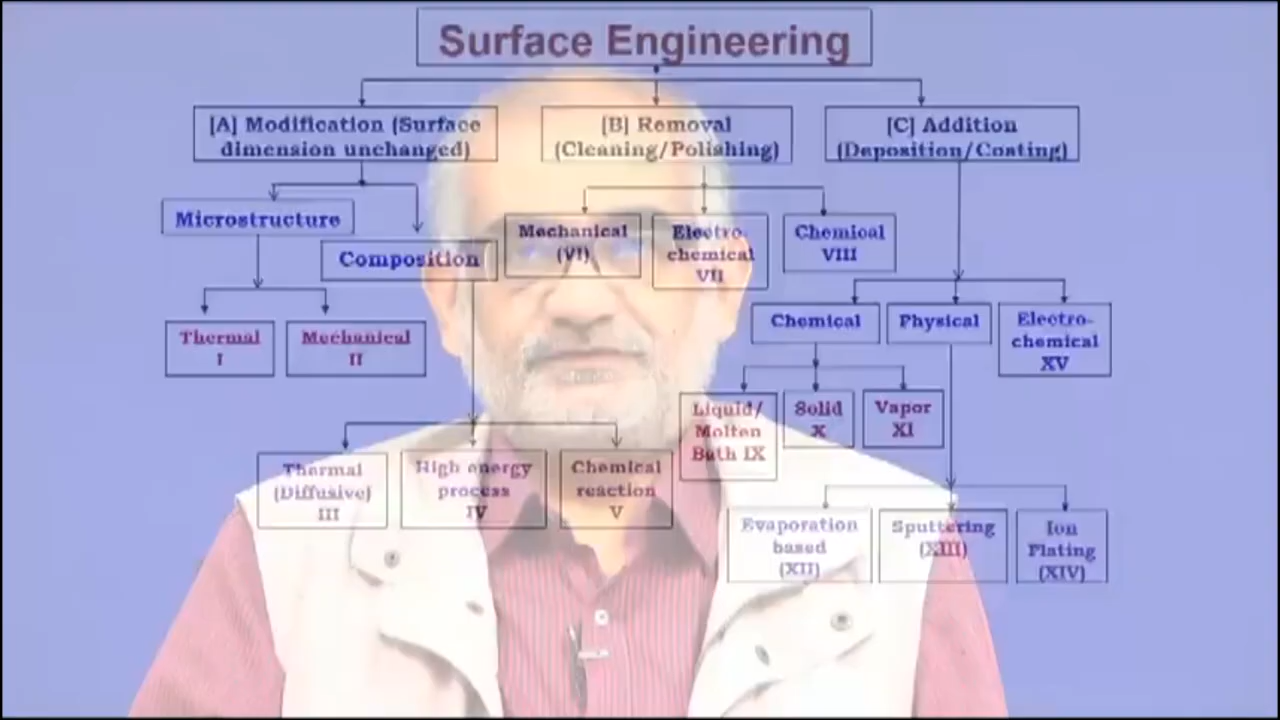 Surface Engineering
[A] Modification (Surface
dimension unchanged)
[B] Removal
(Cleaning/Polishing)
[C] Addition
(Deposition/Coating)
Microstructure
Composition
Mechanical
(VI)
Electro-
chemical
VII
Chemical
VIII
Thermal
I
Mechanical
II
Chemical
Physical
Electro-
chemical
XV
Liquid/
Molten
Bath IX
Solid
X
Vapor
XI
Thermal
(Diffusive)
III
High energy
process
IV
Chemical
reaction
V
Evaporation
based
(XII)
Sputtering
(XIII)
Ion
Plating
(XIV)